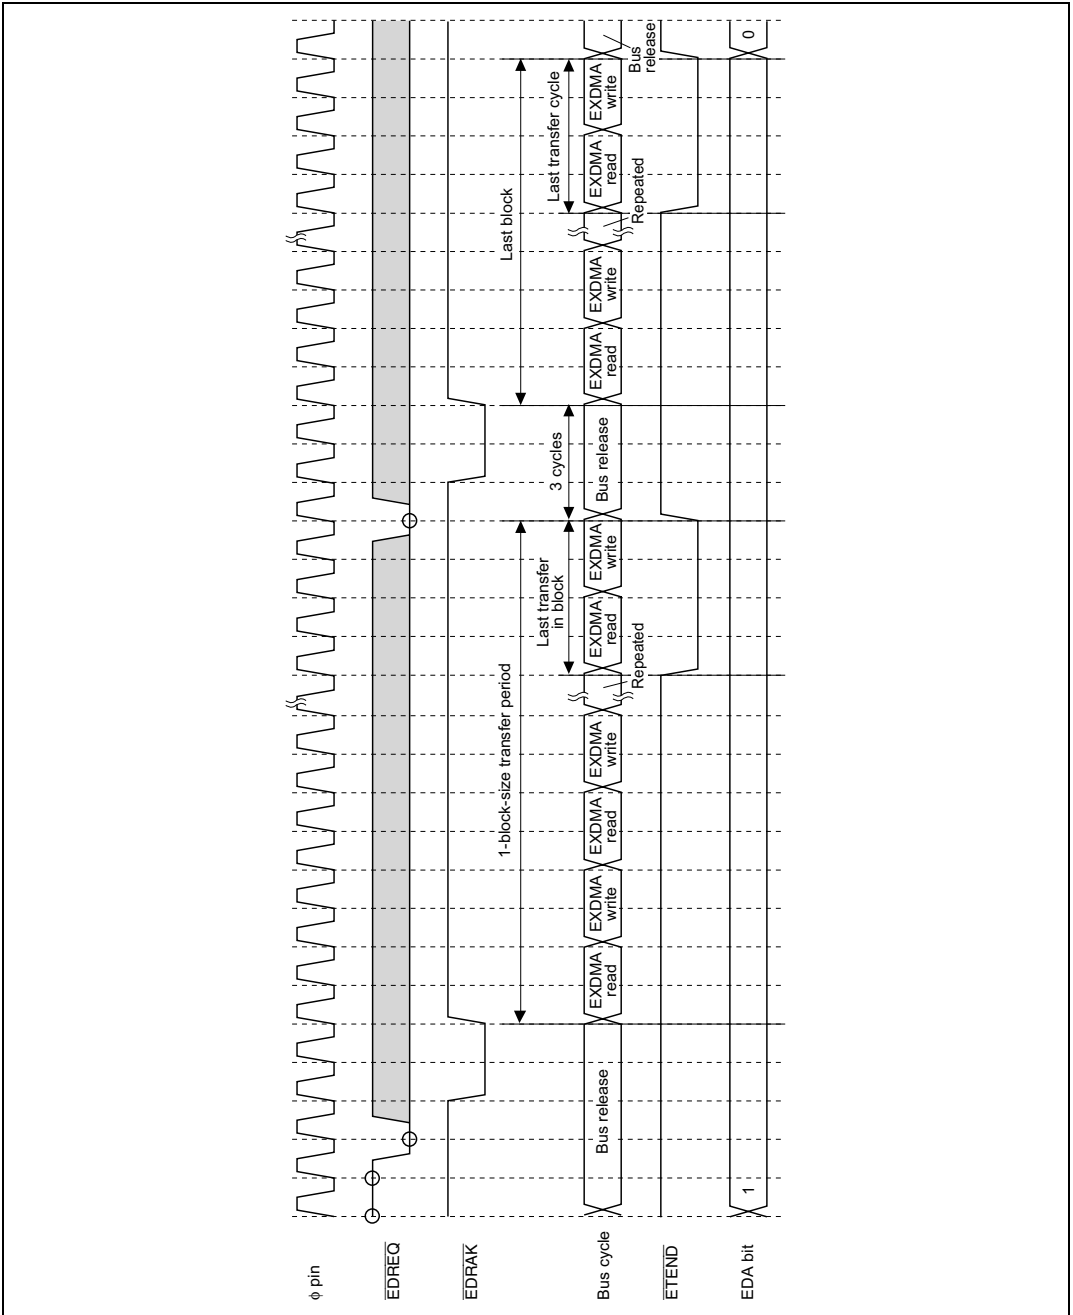 φ pin
EDREQ
EDRAK
1-block-size transfer period
Last block
Last transfer
in block
3 cycles
Last transfer cycle
Bus cycle
Bus release
EXDMA
read
EXDMA
write
EXDMA
read
EXDMA
write
Repeated
EXDMA
read
EXDMA
write
Bus release
EXDMA
read
EXDMA
write
Repeated
EXDMA
read
EXDMA
write
Bus
release
ETEND
EDA bit
1
0